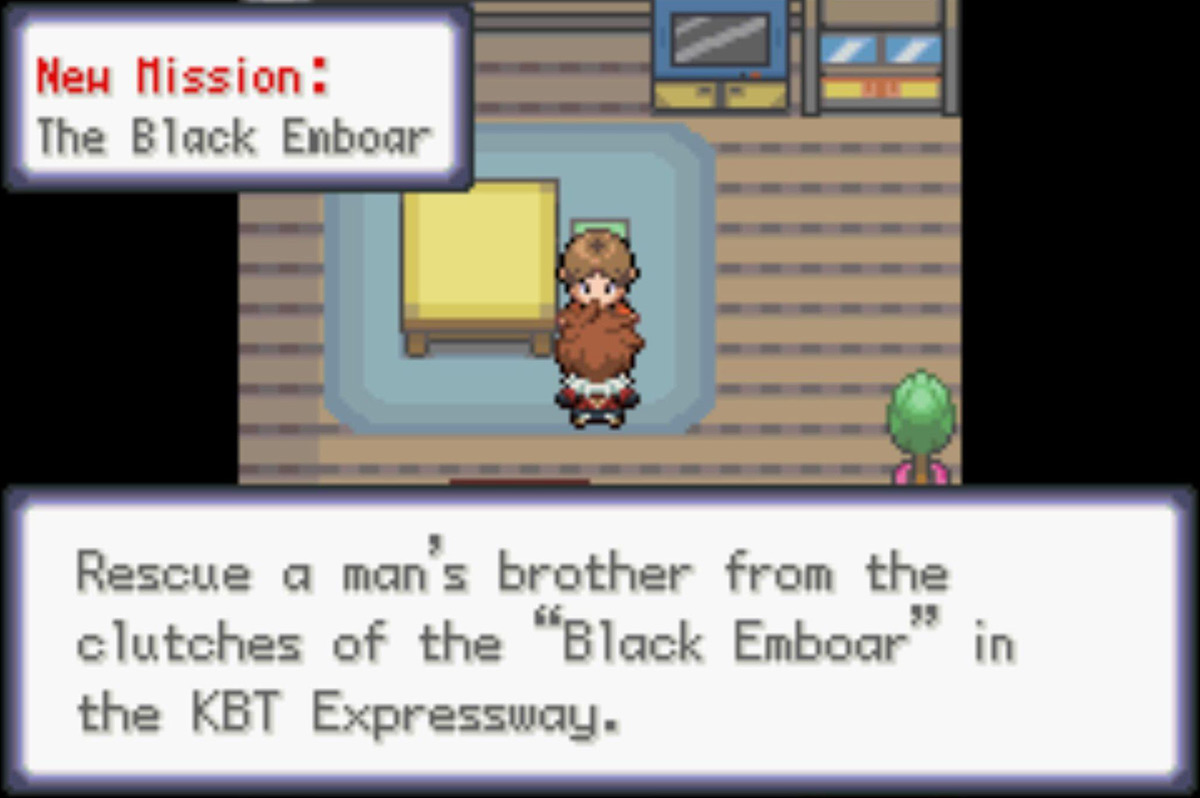 New Mission:
The Black Emboar
Rescue a man's brother from the
clutches of the “Black Emboar” in
the KBT Expressway.